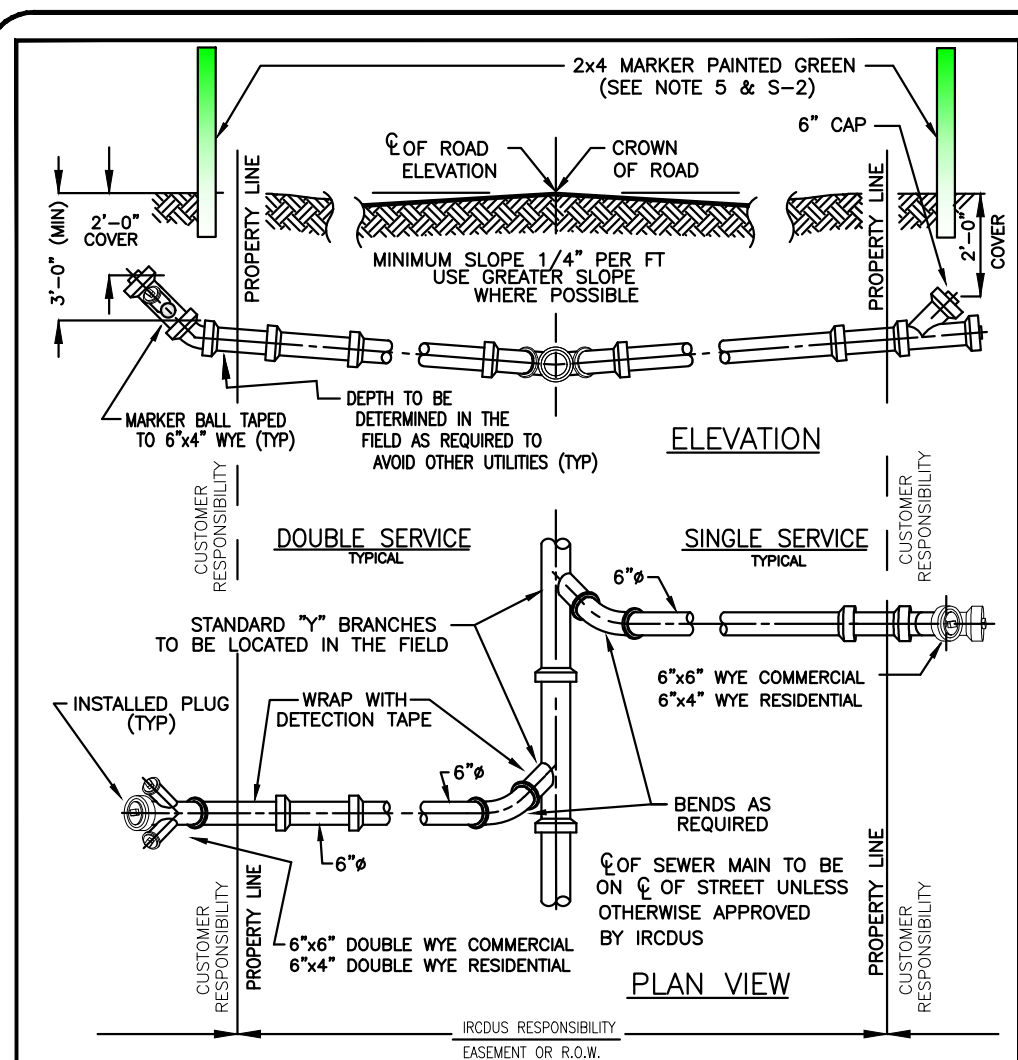 2x4 MARKER PAINTED GREEN
(SEE NOTE 5 & S-2)
6" CAP
℄ OF ROAD
ELEVATION
CROWN
OF ROAD
PROPERTY LINE
PROPERTY LINE
3'-0" (MIN)
2'-0"
COVER
2'-0"
COVER
MINIMUM SLOPE 1/4" PER FT
USE GREATER SLOPE
WHERE POSSIBLE
MARKER BALL TAPED
TO 6"x4" WYE (TYP)
DEPTH TO BE
DETERMINED IN THE
FIELD AS REQUIRED TO
AVOID OTHER UTILITIES (TYP)
ELEVATION
CUSTOMER
RESPONSIBILITY
CUSTOMER
RESPONSIBILITY
DOUBLE SERVICE
TYPICAL
SINGLE SERVICE
TYPICAL
6"ø
STANDARD "Y" BRANCHES
TO BE LOCATED IN THE FIELD
6"x6" WYE COMMERCIAL
6"x4" WYE RESIDENTIAL
INSTALLED PLUG
(TYP)
WRAP WITH
DETECTION TAPE
6"ø
BENDS AS
REQUIRED
6"ø
℄ OF SEWER MAIN TO BE
ON ℄ OF STREET UNLESS
OTHERWISE APPROVED
BY IRCDUS
CUSTOMER
RESPONSIBILITY
PROPERTY LINE
PROPERTY LINE
CUSTOMER
RESPONSIBILITY
6"x6" DOUBLE WYE COMMERCIAL
6"x4" DOUBLE WYE RESIDENTIAL
PLAN VIEW
IRCDUS RESPONSIBILITY
EASEMENT OR R.O.W.